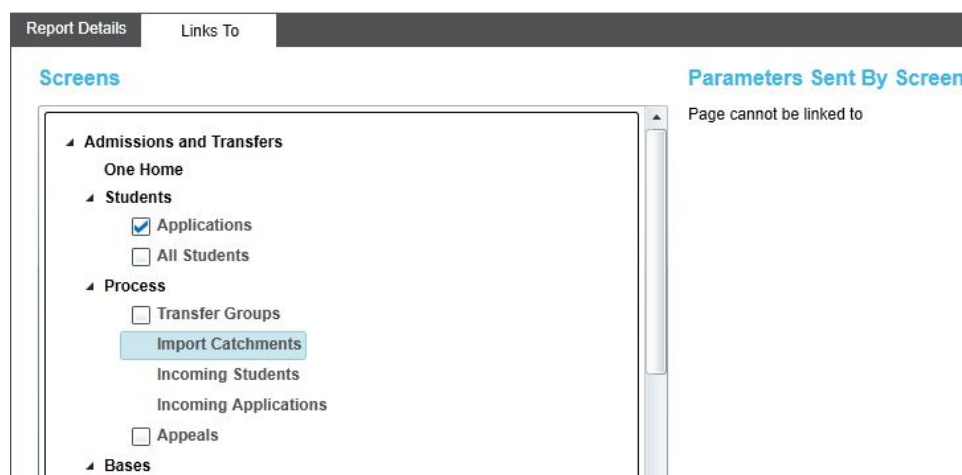 Report Details
Links To
Screens
Admissions and Transfers
One Home
Students
Applications
All Students
Process
Transfer Groups
Import Catchments
Incoming Students
Incoming Applications
Appeals
Bases
Parameters Sent By Screen
Page cannot be linked to